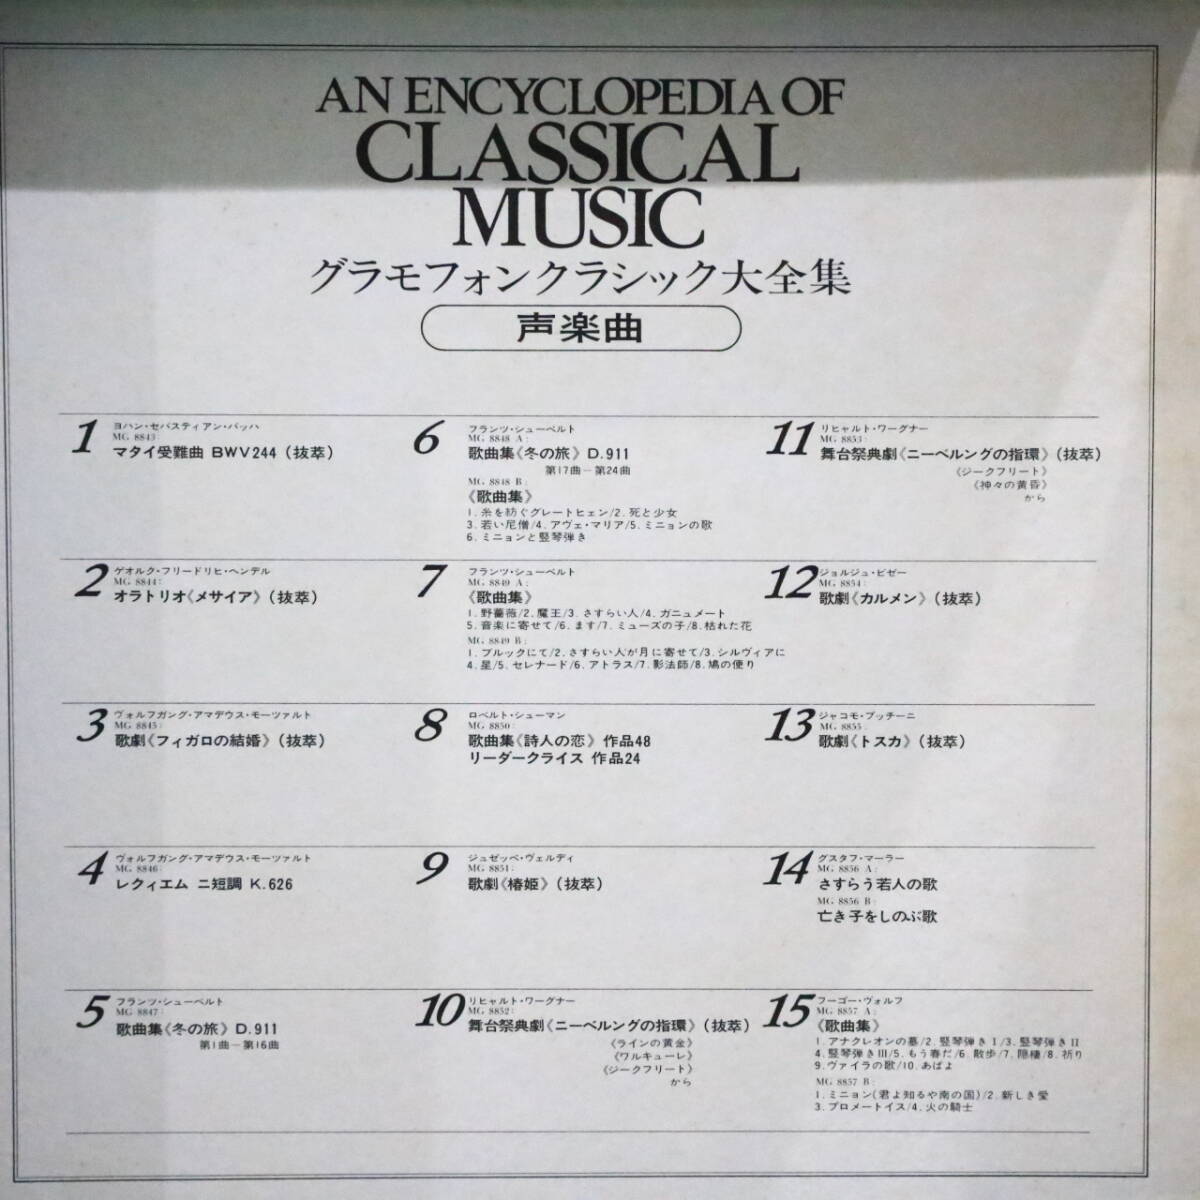 AN ENCYCLOPEDIA OF
CLASSICAL
MUSIC
グラモフォンクラシック大全集
声楽曲
1
ヨハン・セバスティアン・バッハ
MG 8843:
マタイ受難曲 BWV244（抜萃）
2
ゲオルク・フリードリヒ・ヘンデル
MG 8844:
オラトリオ《メサイア》（抜萃）
3
ヴォルフガング・アマデウス・モーツァルト
MG 8845:
歌劇《フィガロの結婚》（抜萃）
4
ヴォルフガング・アマデウス・モーツァルト
MG 8846:
レクィエム ニ短調 K.626
5
フランツ・シューベルト
MG 8847:
歌曲集《冬の旅》D.911
第1曲－第16曲
6
フランツ・シューベルト
MG 8848 A:
歌曲集《冬の旅》D.911
第17曲－第24曲
MG 8848 B:
《歌曲集》
1. 糸を紡ぐグレートヒェン/2. 死と少女
3. 若い尼僧/4. アヴェ・マリア/5. ミニョンの歌
6. ミニョンと竪琴弾き
7
フランツ・シューベルト
MG 8849 A:
《歌曲集》
1. 野薔薇/2. 魔王/3. さすらい人/4. ガニュメート
5. 音楽に寄せて/6. ます/7. ミューズの子/8. 枯れた花
MG 8849 B:
1. ブルックにて/2. さすらい人が月に寄せて/3. シルヴィアに
4. 星/5. セレナード/6. アトラス/7. 影法師/8. 鳩の便り
8
ロベルト・シューマン
MG 8850:
歌曲集《詩人の恋》作品48
リーダークライス 作品24
9
ジュゼッペ・ヴェルディ
MG 8851:
歌劇《椿姫》（抜萃）
10
リヒャルト・ワーグナー
MG 8852:
舞台祭典劇《ニーベルングの指環》（抜萃）
《ラインの黄金》
《ワルキューレ》
《ジークフリート》
から
11
リヒャルト・ワーグナー
MG 8853:
舞台祭典劇《ニーベルングの指環》（抜萃）
《ジークフリート》
《神々の黄昏》
から
12
ジョルジュ・ビゼー
MG 8854:
歌劇《カルメン》（抜萃）
13
ジャコモ・プッチーニ
MG 8855:
歌劇《トスカ》（抜萃）
14
グスタフ・マーラー
MG 8856 A:
さすらう若人の歌
MG 8856 B:
亡き子をしのぶ歌
15
フーゴー・ヴォルフ
MG 8857 A:
《歌曲集》
1. アナクレオンの墓/2. 竪琴弾きI/3. 竪琴弾きII
4. 竪琴弾きIII/5. もう春だ/6. 散歩/7. 隠棲/8. 祈り
9. ヴァイラの歌/10. あばよ
MG 8857 B:
1. ミニョン（君よ知るや南の国）/2. 新しき愛
3. プロメートイス/4. 火の騎士